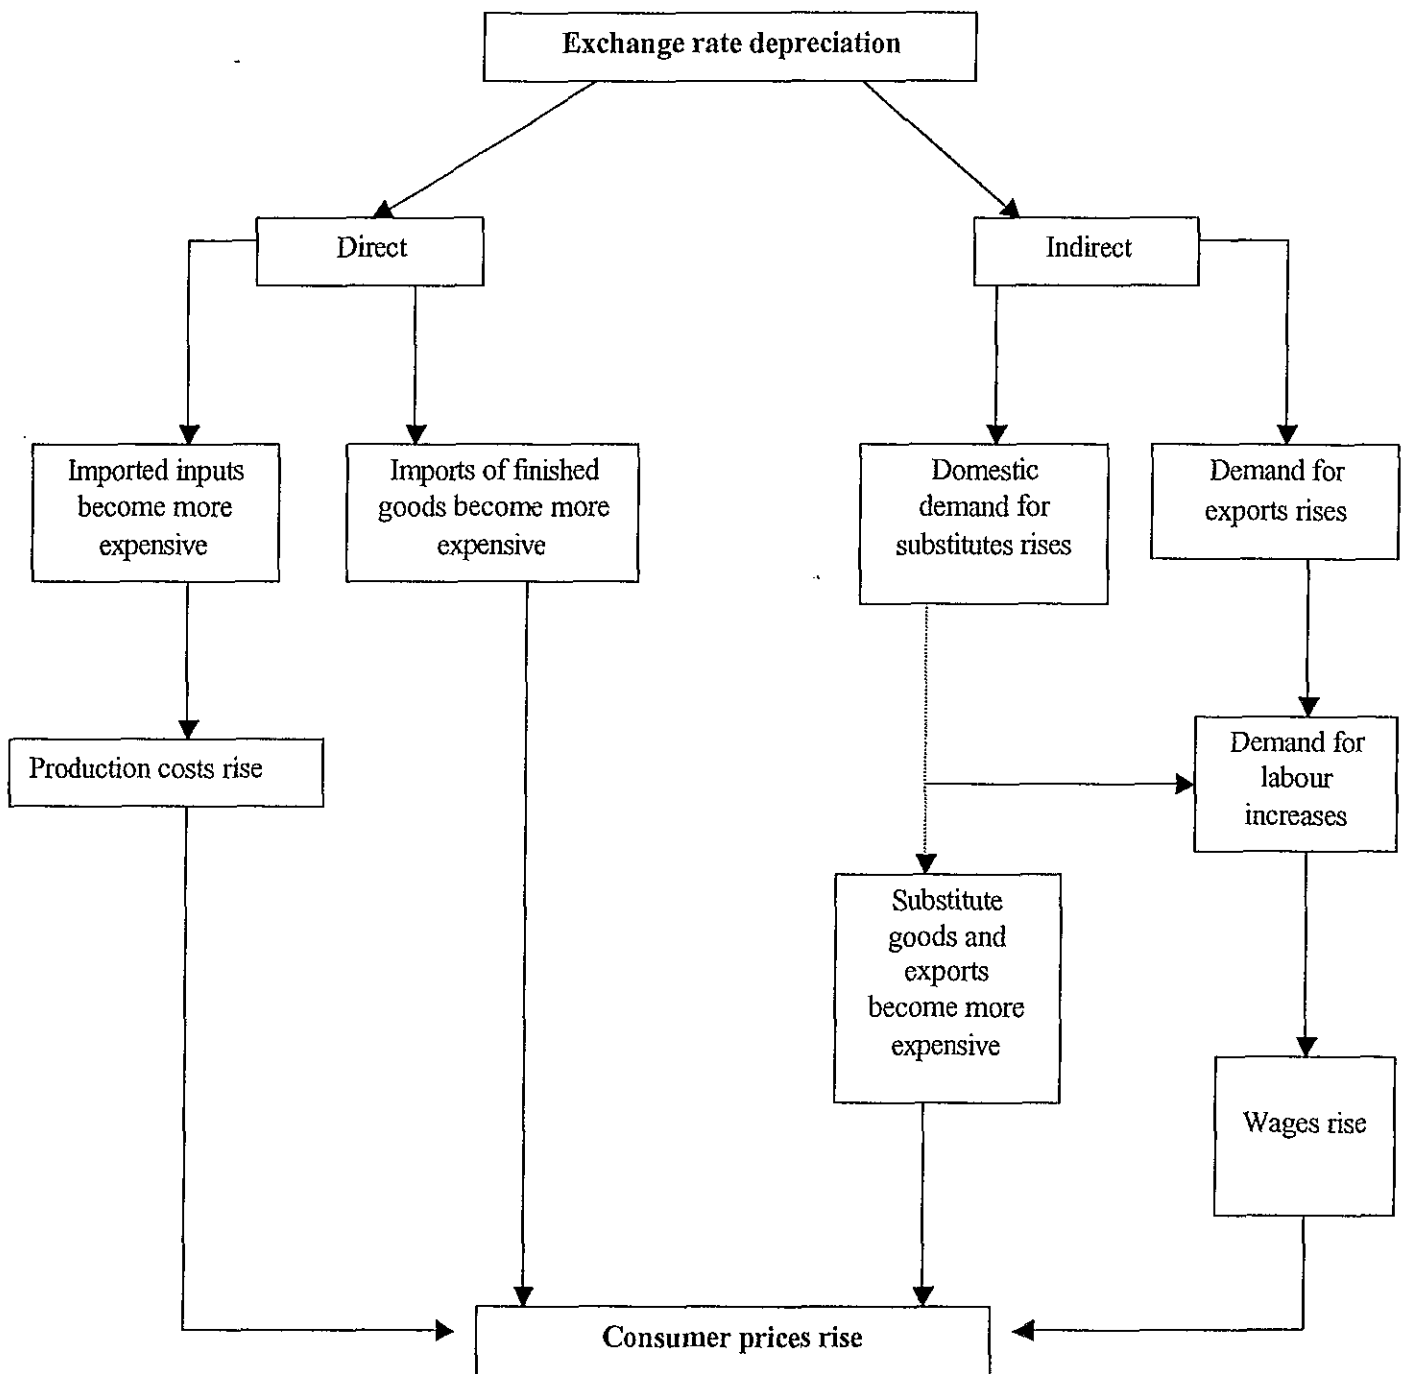 Exchange rate depreciation
Direct
Indirect
Imported inputs
become more
expensive
Imports of finished
goods become more
expensive
Domestic
demand for
substitutes rises
Demand for
exports rises
Production costs rise
Demand for
labour
increases
Substitute
goods and
exports
become more
expensive
Wages rise
Consumer prices rise